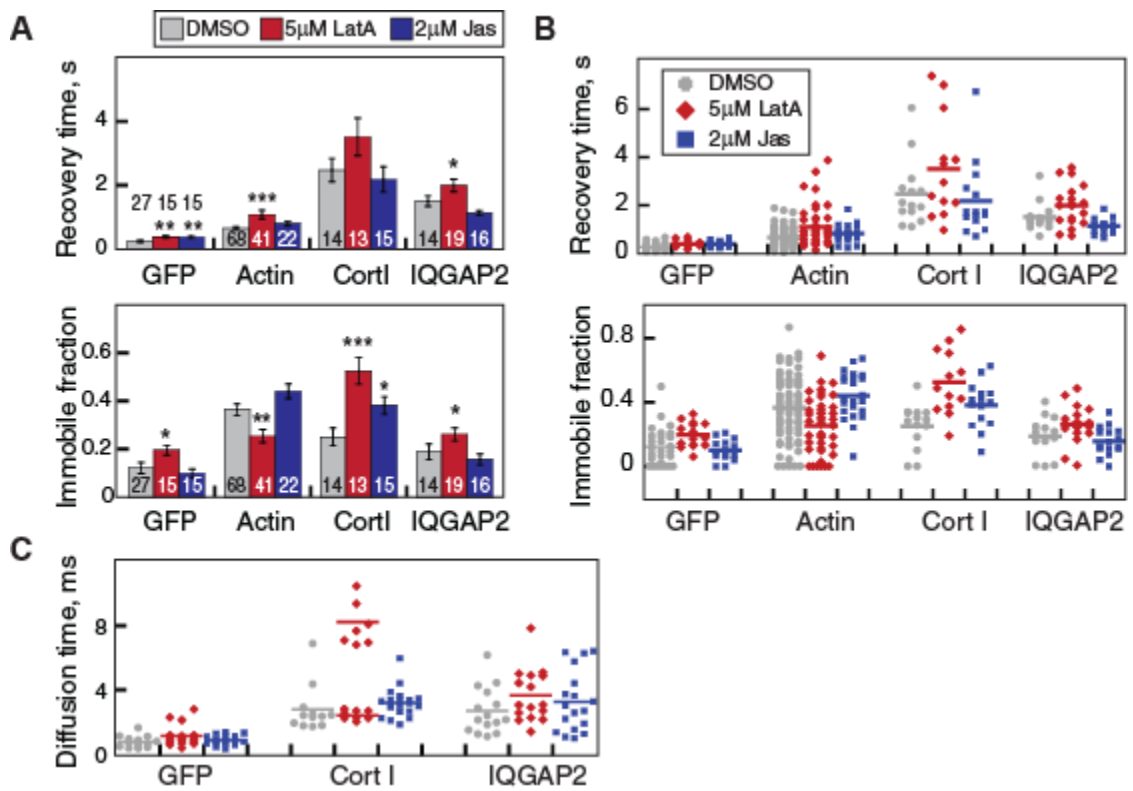 A
DMSO 5μM LatA 2μM Jas
Recovery time, s
4
2
0
27 15 15
** **
***
*
68 41 22
14 13 15
14 19 16
GFP Actin CortI IQGAP2
Immobile fraction
0.6
0.4
0.2
0
*
**
***
*
*
27 15 15
68 41 22
14 13 15
14 19 16
GFP Actin CortI IQGAP2
B
Recovery time, s
6
4
2
0
DMSO
5μM LatA
2μM Jas
GFP Actin Cort I IQGAP2
Immobile fraction
0.8
0.4
0
GFP Actin Cort I IQGAP2
C
Diffusion time, ms
8
4
0
GFP Cort I IQGAP2